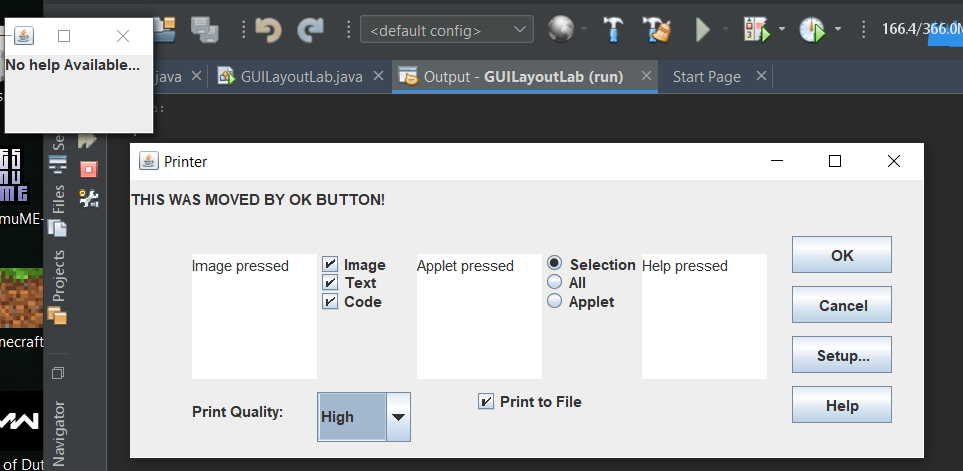 <default config>
166.4/366.0M
No help Available...
java
GUILayoutLab.java
Output - GUILayoutLab (run)
Start Page
Files
Projects
Navigator
muME-
necraft
of Dut
Printer
THIS WAS MOVED BY OK BUTTON!
Image pressed
Image
Text
Code
Applet pressed
Selection
All
Applet
Help pressed
OK
Cancel
Setup...
Help
Print Quality:
High
Print to File